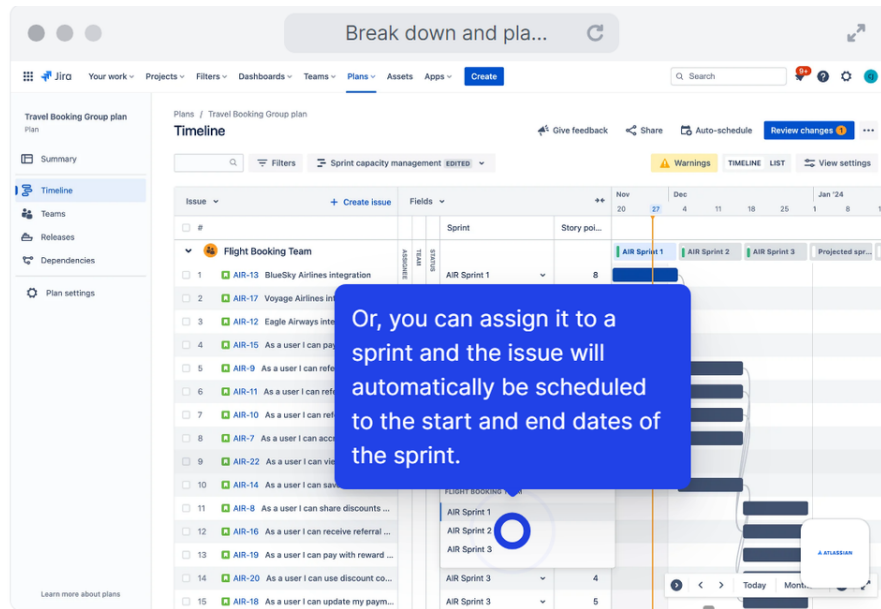 Break down and pla...
Jira Your work Projects Filters Dashboards Teams Plans Assets Apps Create Search 9+
Travel Booking Group plan
Plan
Summary
Timeline
Teams
Releases
Dependencies
Plan settings
Learn more about plans
Plans / Travel Booking Group plan
Timeline
Give feedback Share Auto-schedule Review changes 1
Filters Sprint capacity management EDITED Warnings TIMELINE LIST View settings
Issue + Create issue Fields
Nov Dec Jan '24
20 27 4 11 18 25 1 8
# Sprint Story poi...
Flight Booking Team
ASSIGNEE
TEAM
STATUS
AIR Sprint 1 AIR Sprint 2 AIR Sprint 3 Projected spr...
1 AIR-13 BlueSky Airlines integration AIR Sprint 1 8
2 AIR-17 Voyage Airlines
3 AIR-12 Eagle Airways
4 AIR-15 As a user I can pay
5 AIR-9 As a user I can
6 AIR-11 As a user I can
7 AIR-10 As a user I can
8 AIR-7 As a user I can
9 AIR-22 As a user I can
10 AIR-14 As a user I can
11 AIR-8 As a user I can share discounts ...
12 AIR-16 As a user I can receive referral ...
13 AIR-19 As a user I can pay with reward ...
14 AIR-20 As a user I can use discount co... AIR Sprint 3 4
15 AIR-18 As a user I can update my paym... AIR Sprint 3 5
Or, you can assign it to a
sprint and the issue will
automatically be scheduled
to the start and end dates of
the sprint.
FLIGHT BOOKING TEAM
AIR Sprint 1
AIR Sprint 2
AIR Sprint 3
ATLASSIAN
Today